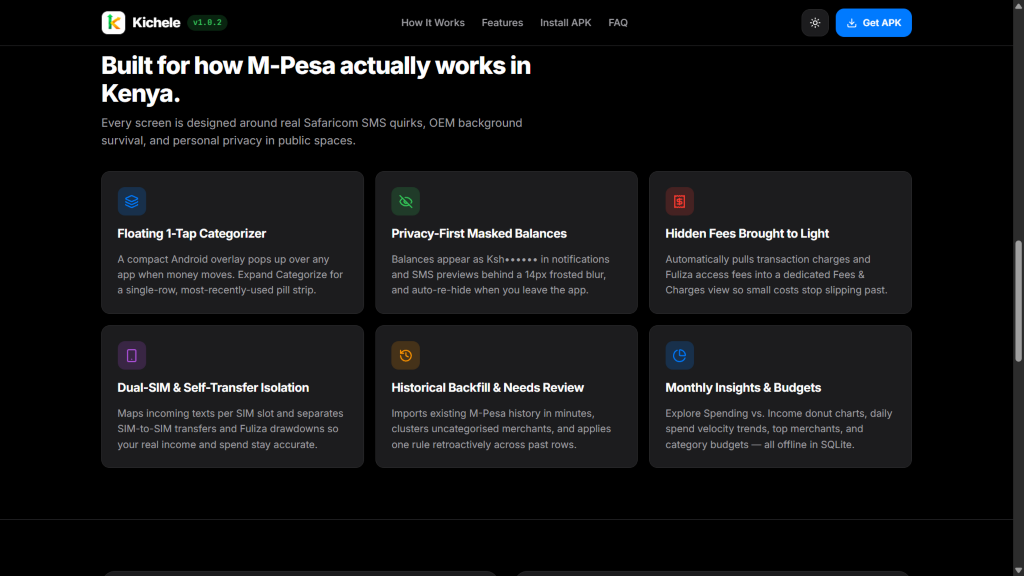 Kichele v1.0.2 How It Works Features Install APK FAQ Get APK
Built for how M-Pesa actually works in
Kenya.
Every screen is designed around real Safaricom SMS quirks, OEM background
survival, and personal privacy in public spaces.
Floating 1-Tap Categorizer
A compact Android overlay pops up over any
app when money moves. Expand Categorize for
a single-row, most-recently-used pill strip.
Privacy-First Masked Balances
Balances appear as Ksh•••••• in notifications
and SMS previews behind a 14px frosted blur,
and auto-re-hide when you leave the app.
Hidden Fees Brought to Light
Automatically pulls transaction charges and
Fuliza access fees into a dedicated Fees &
Charges view so small costs stop slipping past.
Dual-SIM & Self-Transfer Isolation
Maps incoming texts per SIM slot and separates
SIM-to-SIM transfers and Fuliza drawdowns so
your real income and spend stay accurate.
Historical Backfill & Needs Review
Imports existing M-Pesa history in minutes,
clusters uncategorised merchants, and applies
one rule retroactively across past rows.
Monthly Insights & Budgets
Explore Spending vs. Income donut charts, daily
spend velocity trends, top merchants, and
category budgets — all offline in SQLite.